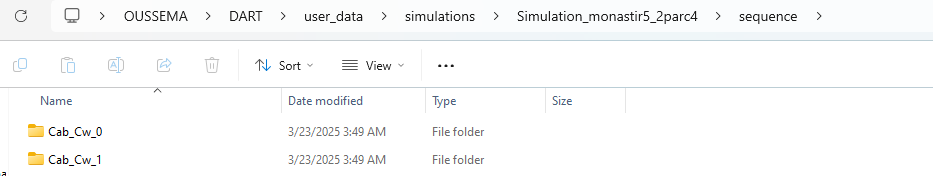 OUSSEMA > DART > user_data > simulations > Simulation_monastir5_2parc4 > sequence >
Sort View
Name Date modified Type Size
Cab_Cw_0 3/23/2025 3:49 AM File folder
Cab_Cw_1 3/23/2025 3:49 AM File folder